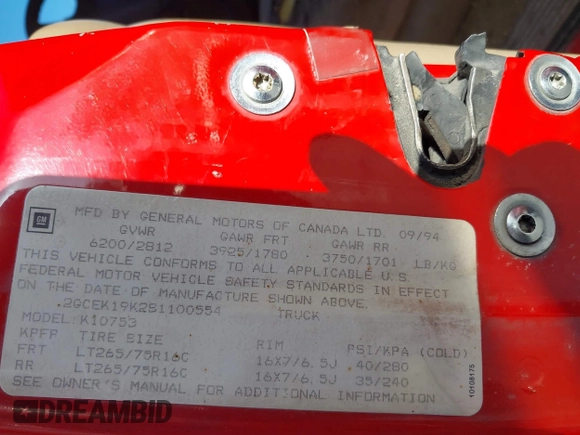 GM
MFD BY GENERAL MOTORS OF CANADA LTD. 09/94
GVWR GAWR FRT GAWR RR
6200/2812 3925/1780 3750/1701 LB/KG
THIS VEHICLE CONFORMS TO ALL APPLICABLE U.S.
FEDERAL MOTOR VEHICLE SAFETY STANDARDS IN EFFECT
ON THE DATE OF MANUFACTURE SHOWN ABOVE.
2GCEK19K2S1100554 TRUCK
MODEL: K10753
KPFP TIRE SIZE RIM PSI/KPA (COLD)
FRT LT265/75R16C 16X7/6.5J 40/280
RR LT265/75R16C 16X7/6.5J 35/240
SEE OWNER'S MANUAL FOR ADDITIONAL INFORMATION
10108175
DREAMBID